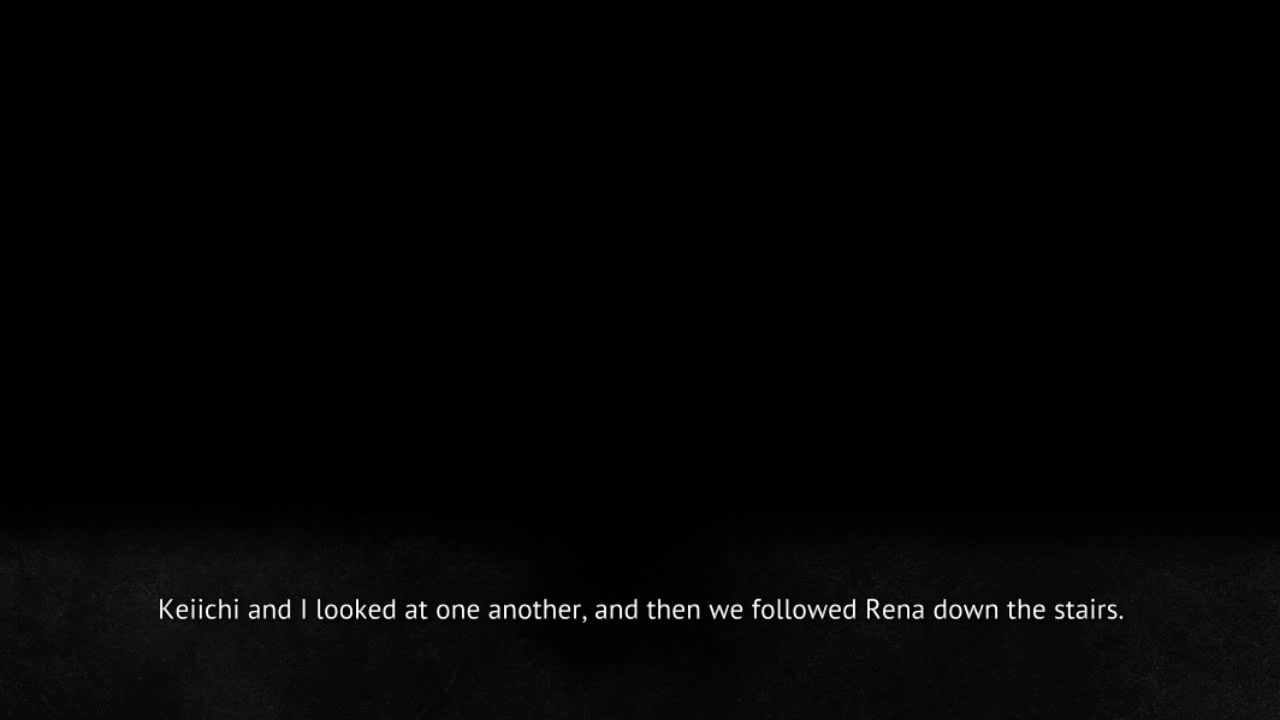 Keiichi and I looked at one another, and then we followed Rena down the stairs.